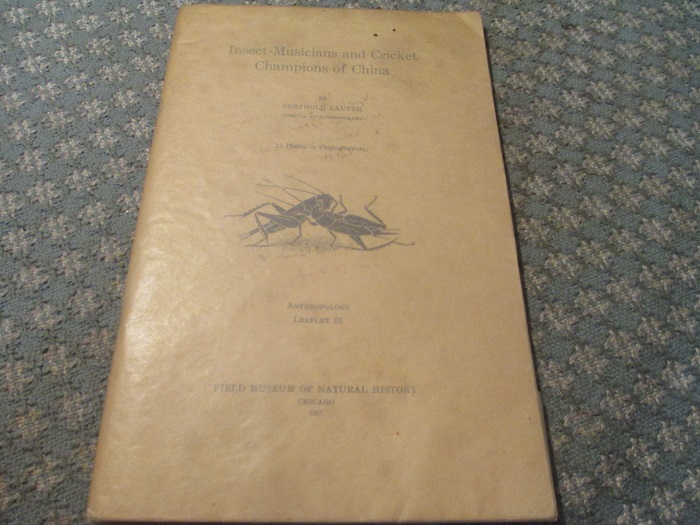 Insect-Musicians and Cricket
Champions of China
BY
BERTHOLD LAUFER
12 Plates in Photogravure
ANTHROPOLOGY
LEAFLET 22
FIELD MUSEUM OF NATURAL HISTORY
CHICAGO
1927